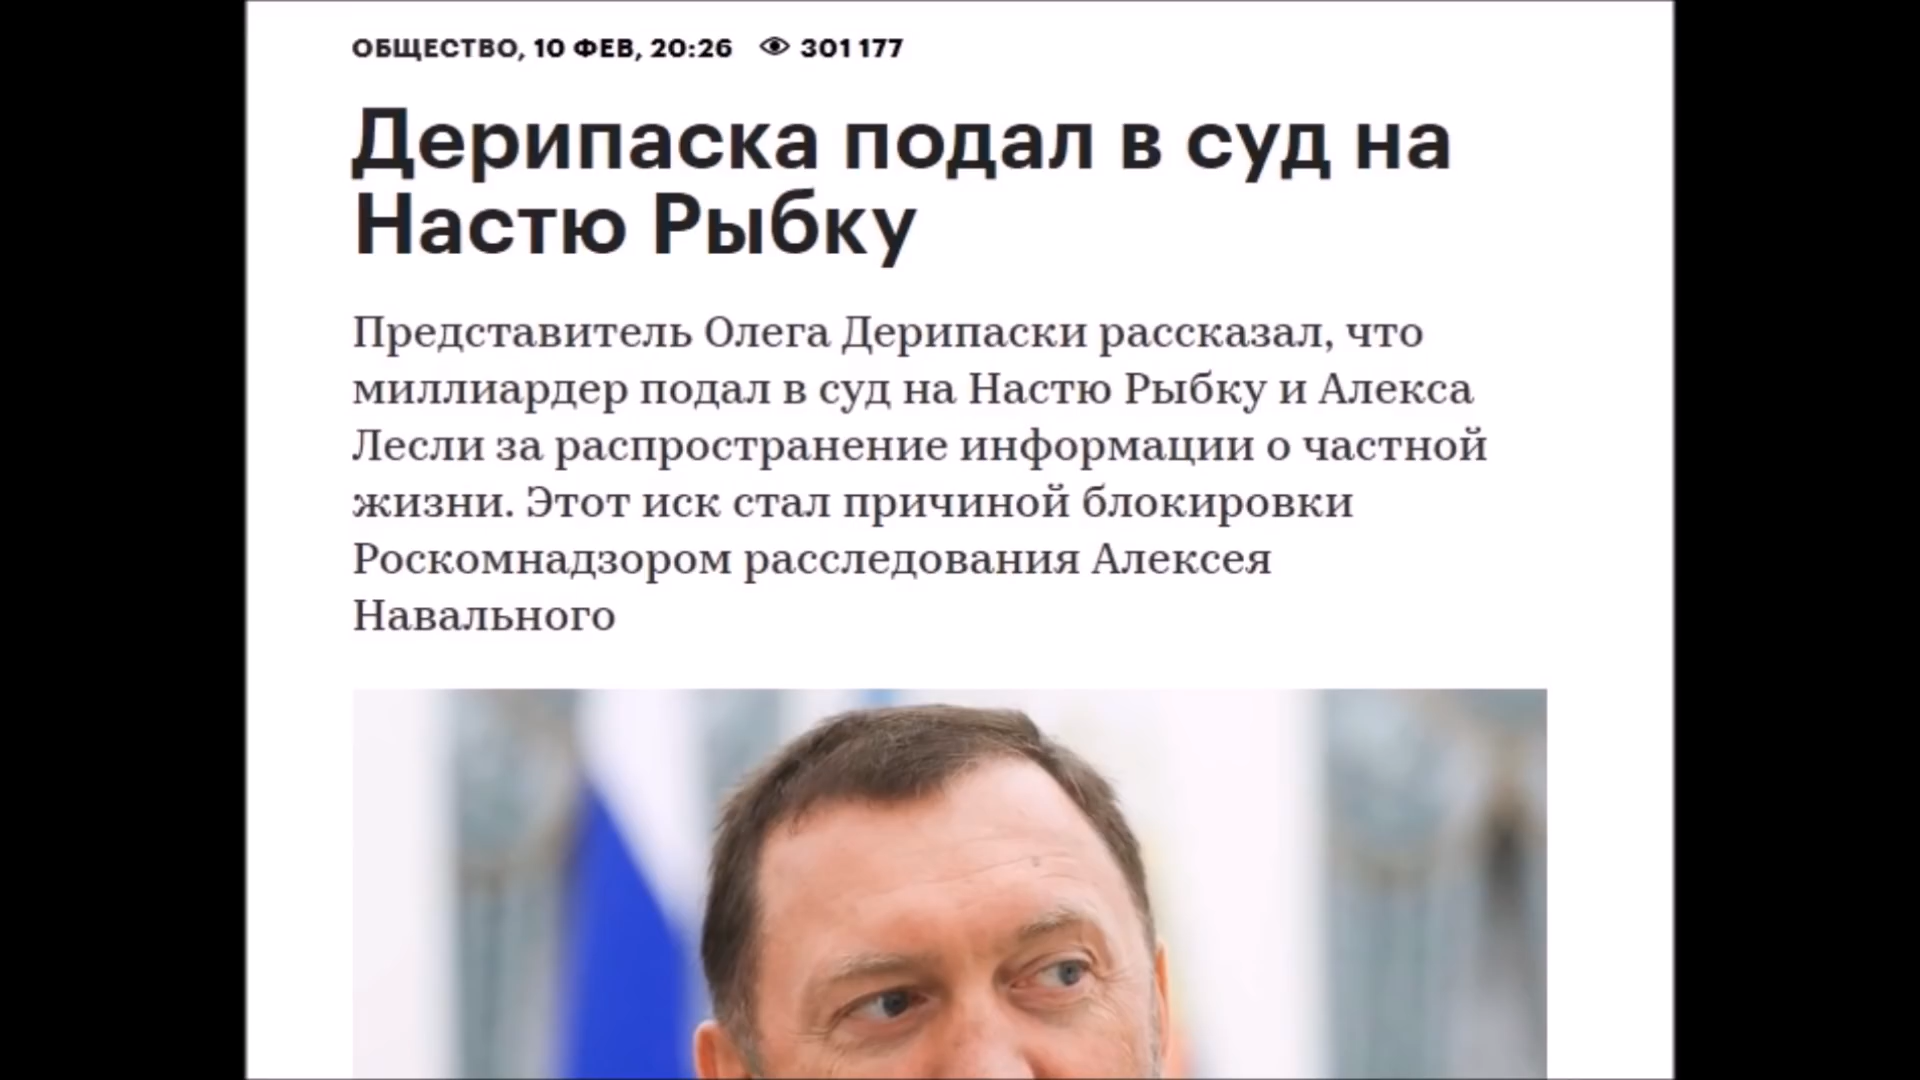 ОБЩЕСТВО, 10 ФЕВ, 20:26 301 177
Дерипаска подал в суд на
Настю Рыбку
Представитель Олега Дерипаски рассказал, что
миллиардер подал в суд на Настю Рыбку и Алекса
Лесли за распространение информации о частной
жизни. Этот иск стал причиной блокировки
Роскомнадзором расследования Алексея
Навального